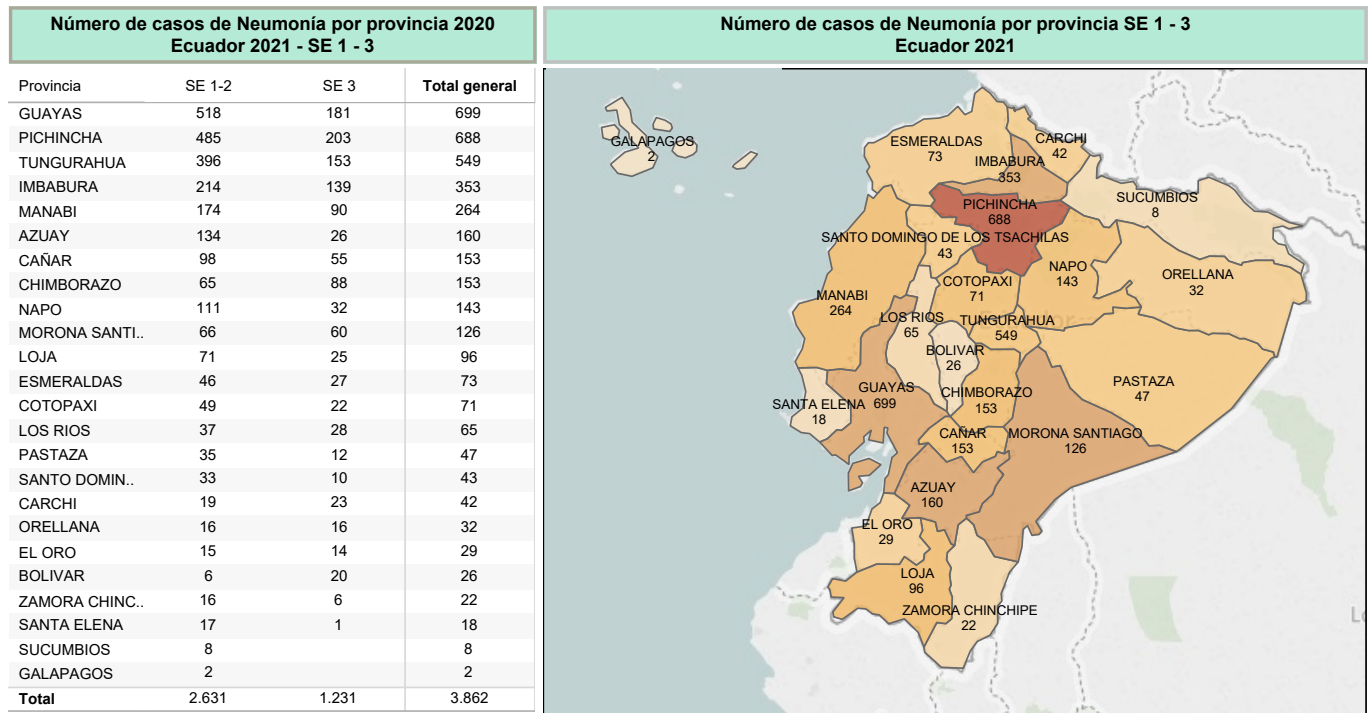 Número de casos de Neumonía por provincia 2020
Ecuador 2021 - SE 1 - 3
Provincia SE 1-2 SE 3 Total general
GUAYAS 518 181 699
PICHINCHA 485 203 688
TUNGURAHUA 396 153 549
IMBABURA 214 139 353
MANABI 174 90 264
AZUAY 134 26 160
CAÑAR 98 55 153
CHIMBORAZO 65 88 153
NAPO 111 32 143
MORONA SANTI.. 66 60 126
LOJA 71 25 96
ESMERALDAS 46 27 73
COTOPAXI 49 22 71
LOS RIOS 37 28 65
PASTAZA 35 12 47
SANTO DOMIN.. 33 10 43
CARCHI 19 23 42
ORELLANA 16 16 32
EL ORO 15 14 29
BOLIVAR 6 20 26
ZAMORA CHINC.. 16 6 22
SANTA ELENA 17 1 18
SUCUMBIOS 8 8
GALAPAGOS 2 2
Total 2.631 1.231 3.862
Número de casos de Neumonía por provincia SE 1 - 3
Ecuador 2021
GALAPAGOS
2
ESMERALDAS
73
CARCHI
42
IMBABURA
353
SUCUMBIOS
8
PICHINCHA
688
SANTO DOMINGO DE LOS TSACHILAS
43
NAPO
143
ORELLANA
32
COTOPAXI
71
MANABI
264
LOS RIOS
65
TUNGURAHUA
549
BOLIVAR
26
PASTAZA
47
GUAYAS
699
CHIMBORAZO
153
SANTA ELENA
18
CAÑAR
153
MORONA SANTIAGO
126
AZUAY
160
EL ORO
29
LOJA
96
ZAMORA CHINCHIPE
22